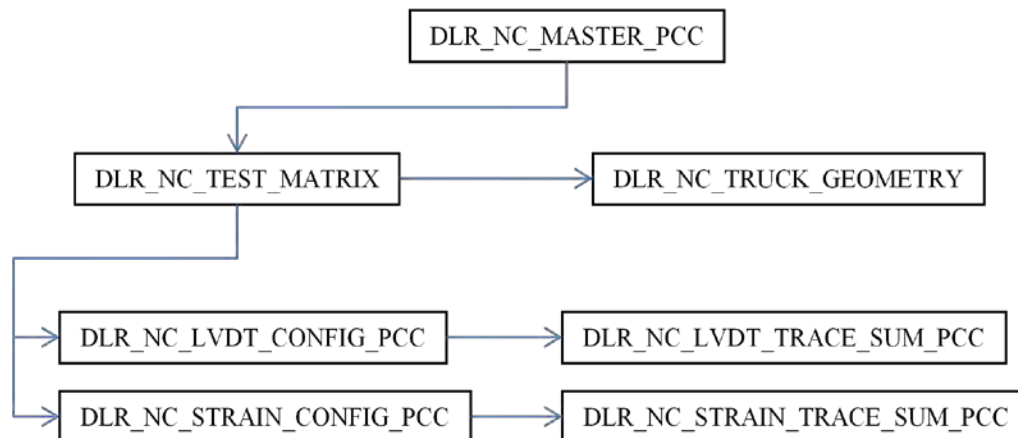 DLR_NC_MASTER_PCC
DLR_NC_TEST_MATRIX
DLR_NC_TRUCK_GEOMETRY
DLR_NC_LVDT_CONFIG_PCC
DLR_NC_LVDT_TRACE_SUM_PCC
DLR_NC_STRAIN_CONFIG_PCC
DLR_NC_STRAIN_TRACE_SUM_PCC